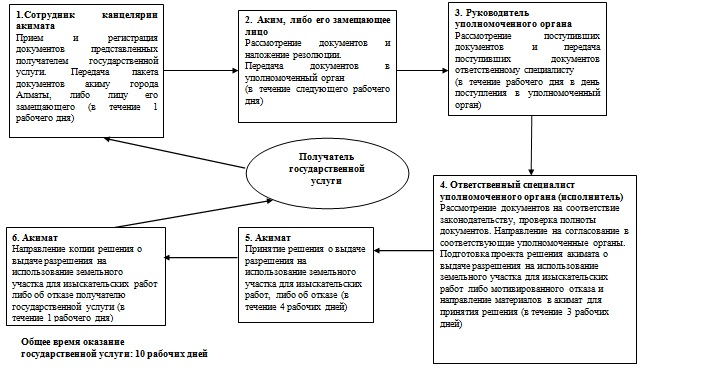 1.Сотрудник канцелярии
акимата
Прием и регистрация
документов представленных
получателем государственной
услуги. Передача пакета
документов акиму города
Алматы, либо лицу его
замещающего (в течение 1
рабочего дня)
2. Аким, либо его замещающее
лицо
Рассмотрение документов и
наложение резолюции.
Передача документов в
уполномоченный орган
(в течение следующего рабочего
дня)
3. Руководитель
уполномоченного органа
Рассмотрение поступивших
документов и передача
поступивших документов
ответственному специалисту
(в течение рабочего дня в день
поступления в уполномоченный
орган)
Получатель
государственной
услуги
4. Ответственный специалист
уполномоченного органа (исполнитель)
Рассмотрение документов на соответствие
законодательству, проверка полноты
документов. Направление на согласование в
соответствующие уполномоченные органы.
Подготовка проекта решения акимата о
выдаче разрешения на использование
земельного участка для изыскательских
работ либо мотивированного отказа и
направление материалов в акимат для
принятия решения (в течение 3 рабочих
дней)
5. Акимат
Принятие решения о выдаче
разрешения на
использование земельного
участка для изыскательских
работ, либо об отказе (в
течение 4 рабочих дней)
6. Акимат
Направление копии решения о
выдаче разрешения на
использование земельного
участка для изыскательских работ
либо об отказе получателю
государственной услуги (в
течение 1 рабочего дня)
Общее время оказание
государственной услуги: 10 рабочих дней